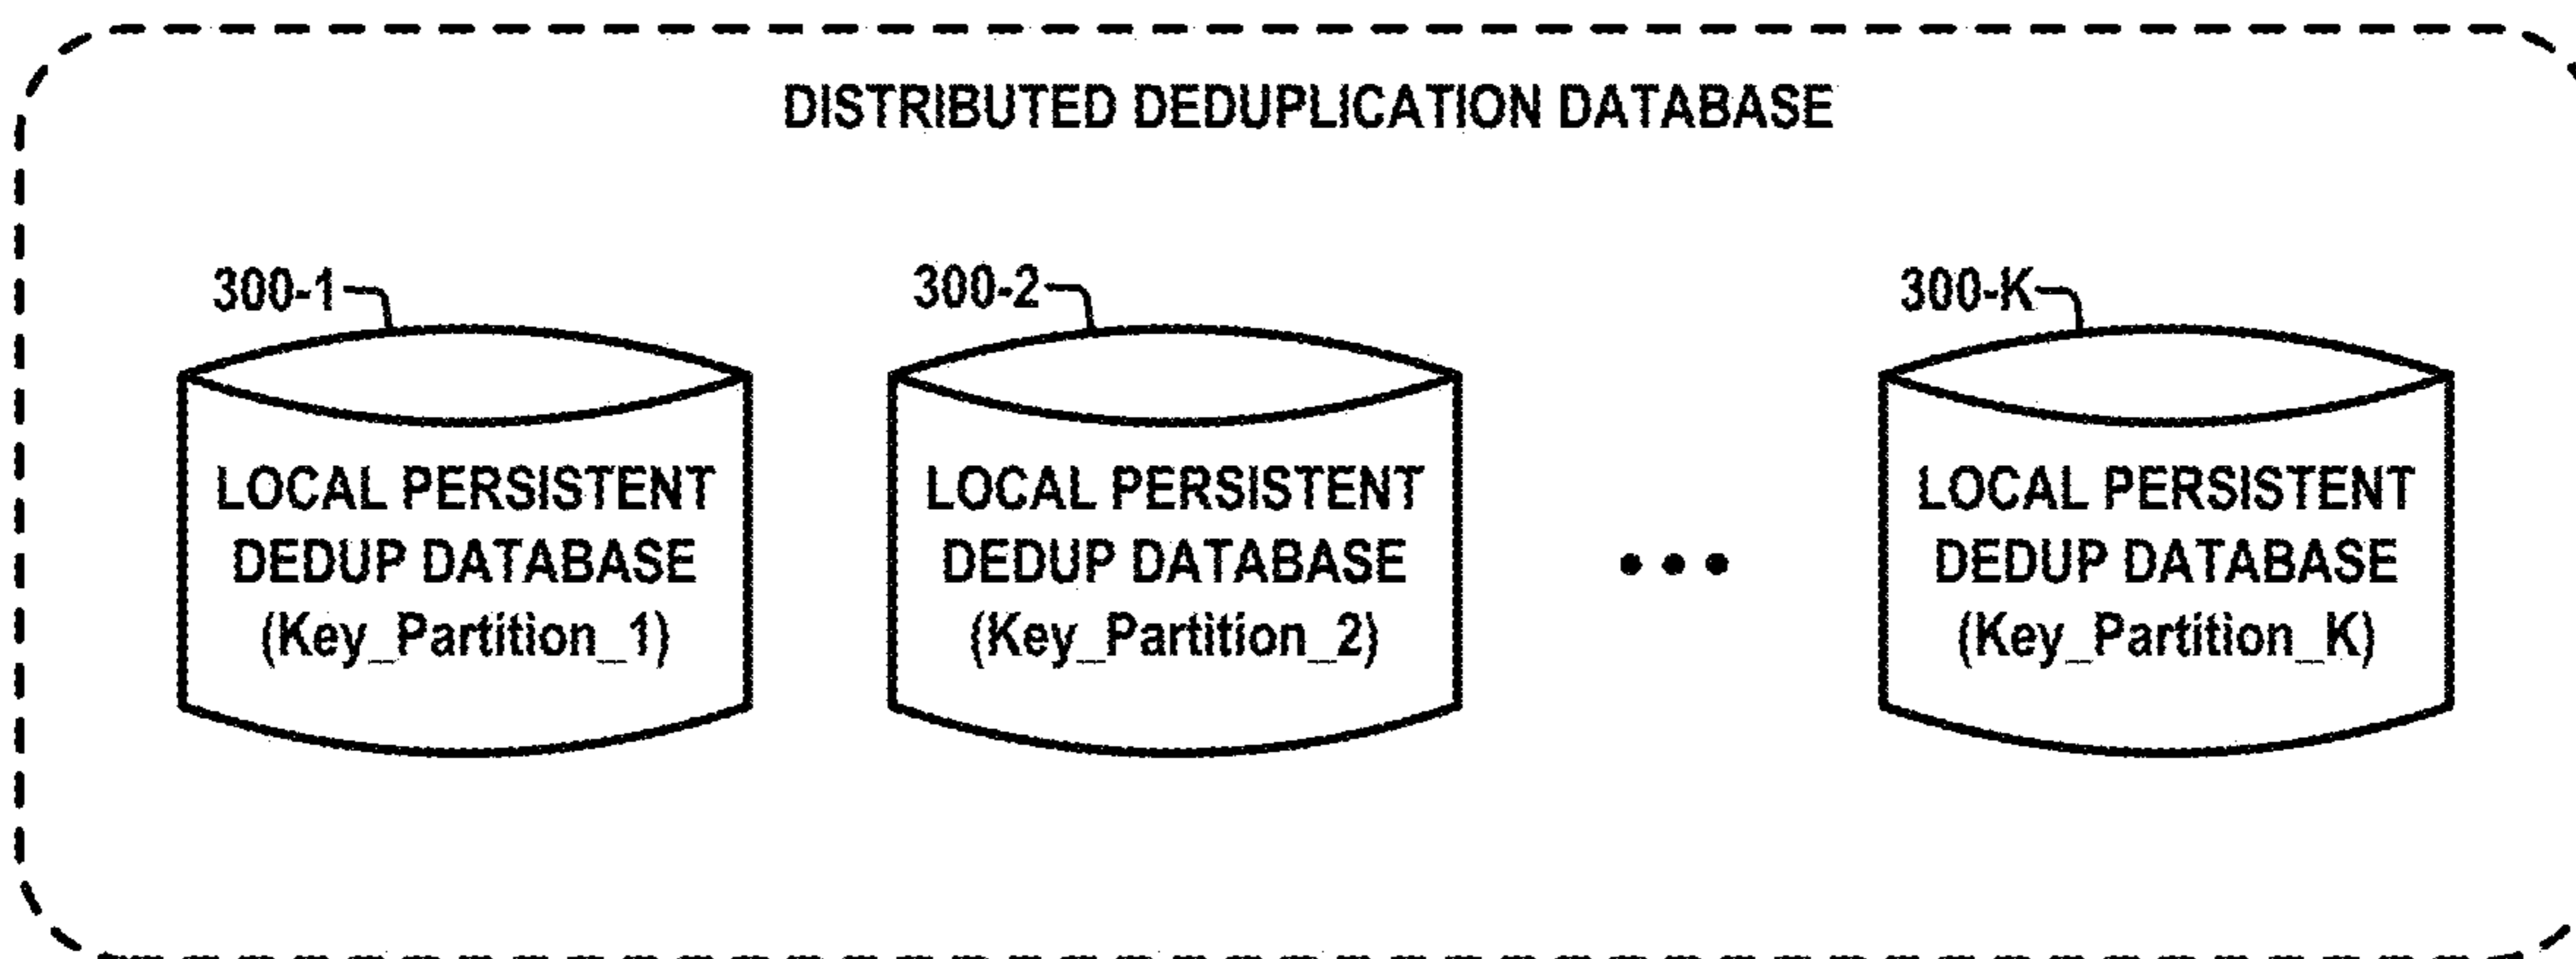 DISTRIBUTED DEDUPLICATION DATABASE
300-1
300-2
300-K
LOCAL PERSISTENT
DEDUP DATABASE
(Key_Partition_1)
LOCAL PERSISTENT
DEDUP DATABASE
(Key_Partition_2)
LOCAL PERSISTENT
DEDUP DATABASE
(Key_Partition_K)